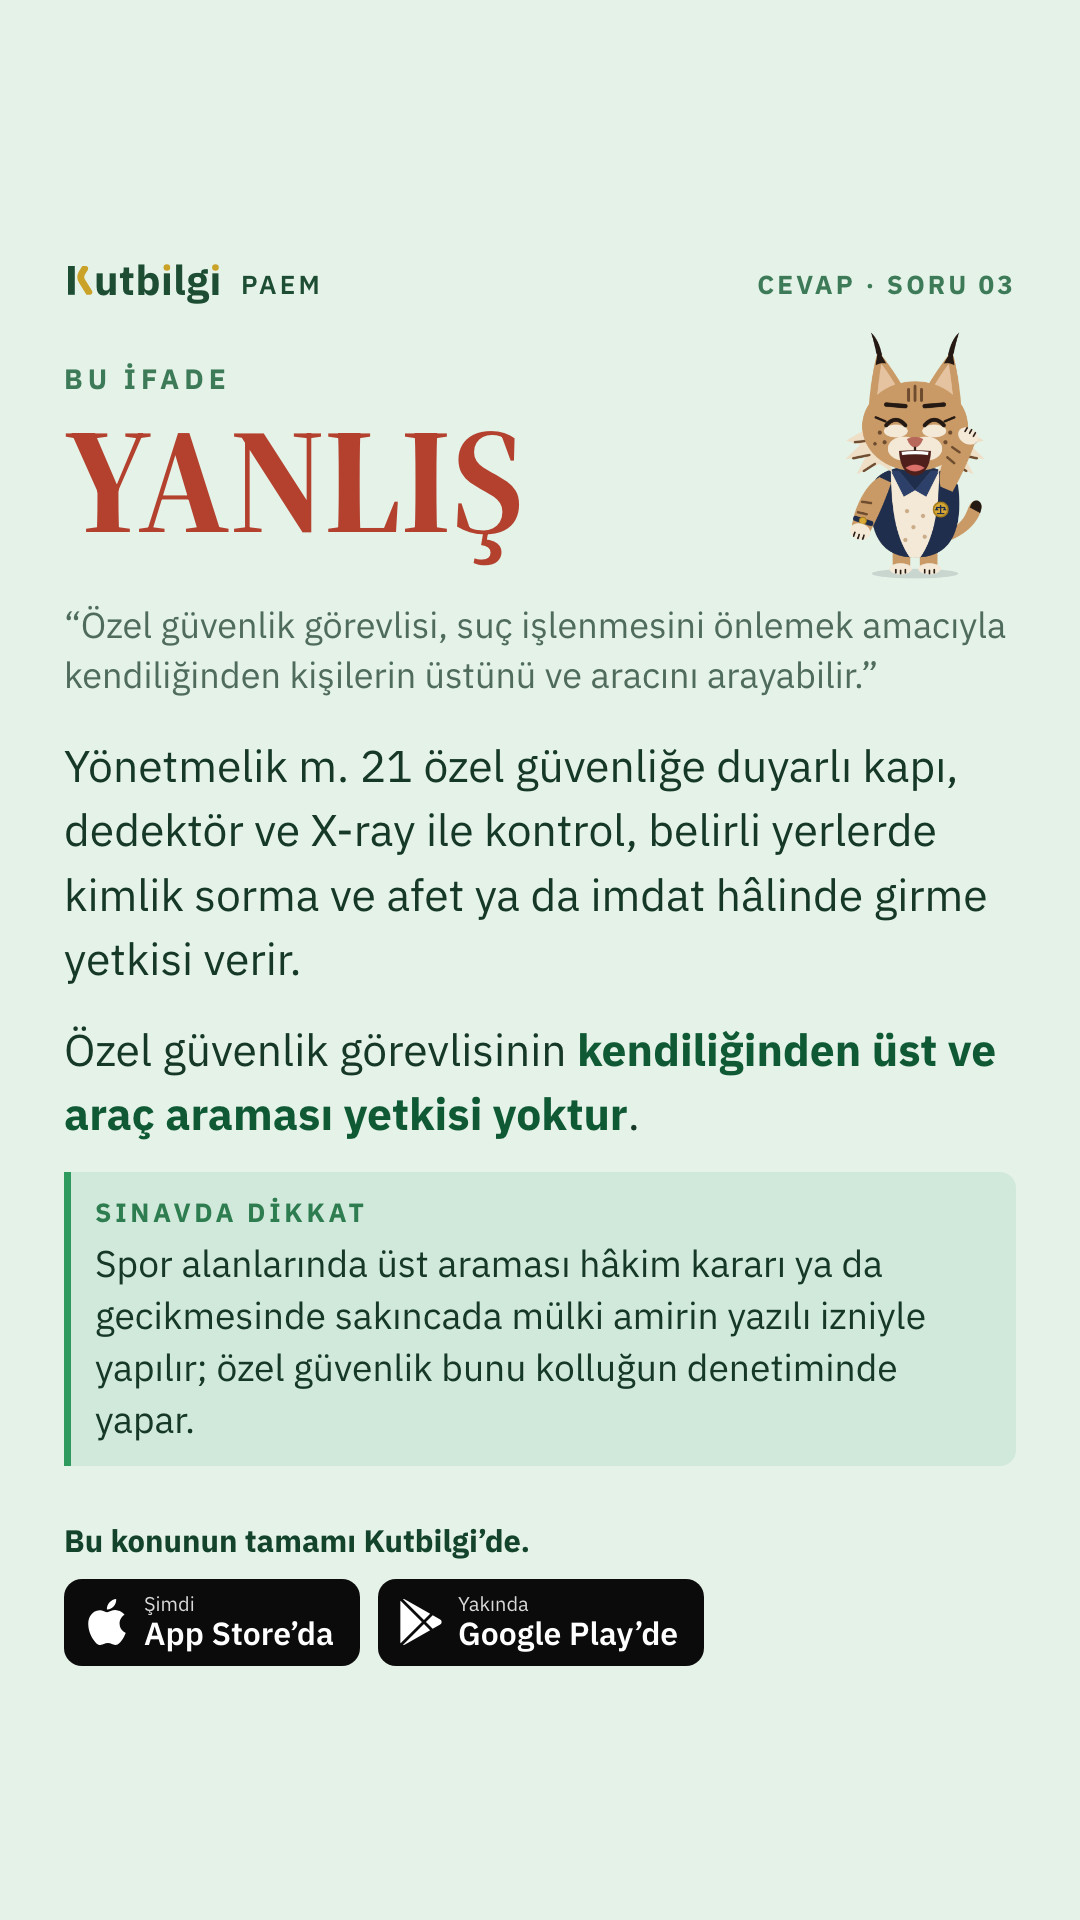 Kutbilgi PAEM
CEVAP · SORU 03
BU İFADE
YANLIŞ
“Özel güvenlik görevlisi, suç işlenmesini önlemek amacıyla
kendiliğinden kişilerin üstünü ve aracını arayabilir.”
Yönetmelik m. 21 özel güvenliğe duyarlı kapı,
dedektör ve X-ray ile kontrol, belirli yerlerde
kimlik sorma ve afet ya da imdat hâlinde girme
yetkisi verir.
Özel güvenlik görevlisinin kendiliğinden üst ve
araç araması yetkisi yoktur.
SINAVDA DİKKAT
Spor alanlarında üst araması hâkim kararı ya da
gecikmesinde sakıncada mülki amirin yazılı izniyle
yapılır; özel güvenlik bunu kolluğun denetiminde
yapar.
Bu konunun tamamı Kutbilgi’de.
Şimdi
App Store’da
Yakında
Google Play’de